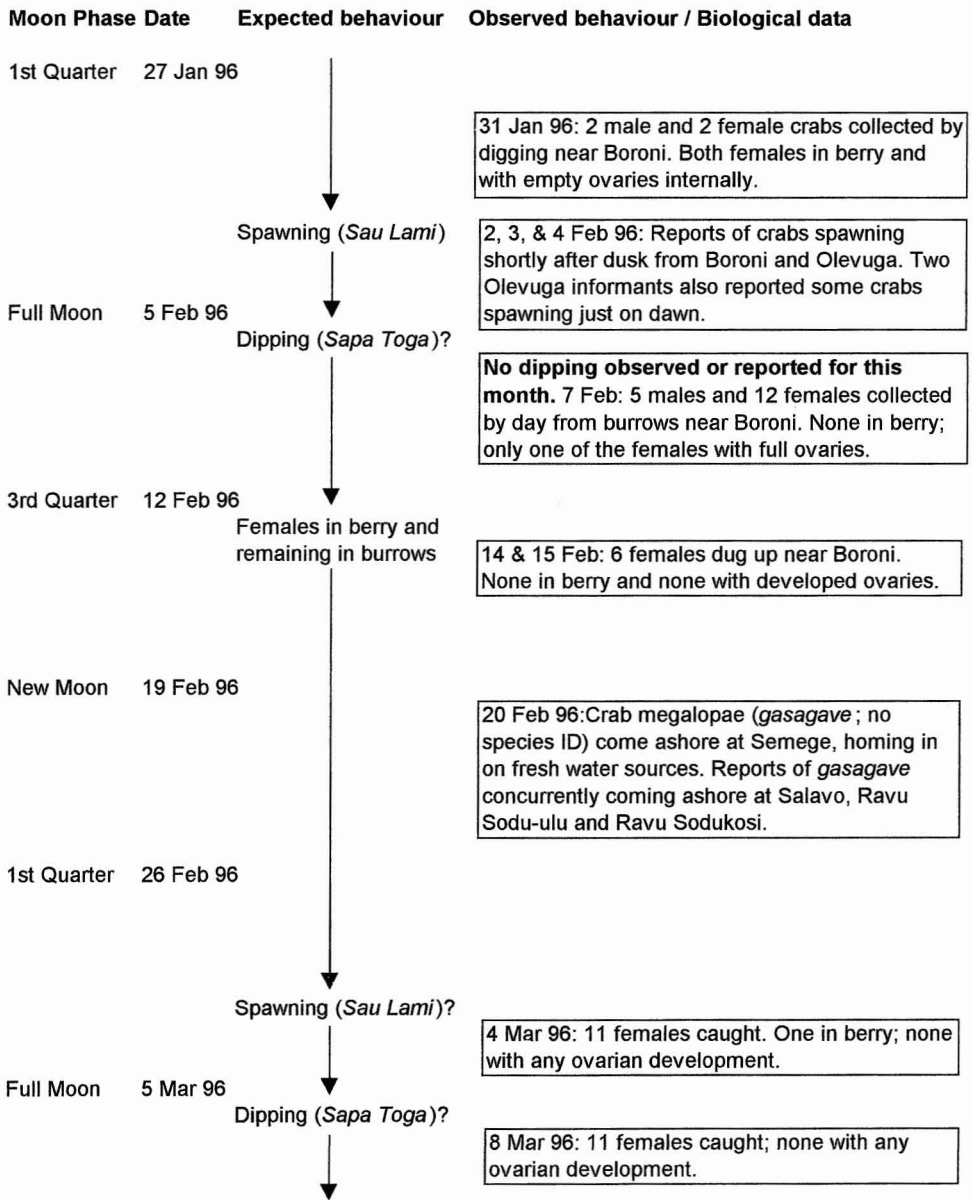 Moon Phase Date Expected behaviour Observed behaviour / Biological data
1st Quarter 27 Jan 96
31 Jan 96: 2 male and 2 female crabs collected by
digging near Boroni. Both females in berry and
with empty ovaries internally.
Spawning (Sau Lami)
2, 3, & 4 Feb 96: Reports of crabs spawning
shortly after dusk from Boroni and Olevuga. Two
Olevuga informants also reported some crabs
spawning just on dawn.
Full Moon 5 Feb 96
Dipping (Sapa Toga)?
No dipping observed or reported for this
month. 7 Feb: 5 males and 12 females collected
by day from burrows near Boroni. None in berry;
only one of the females with full ovaries.
3rd Quarter 12 Feb 96
Females in berry and
remaining in burrows
14 & 15 Feb: 6 females dug up near Boroni.
None in berry and none with developed ovaries.
New Moon 19 Feb 96
20 Feb 96:Crab megalopae (gasagave; no
species ID) come ashore at Semege, homing in
on fresh water sources. Reports of gasagave
concurrently coming ashore at Salavo, Ravu
Sodu-ulu and Ravu Sodukosi.
1st Quarter 26 Feb 96
Spawning (Sau Lami)?
4 Mar 96: 11 females caught. One in berry; none
with any ovarian development.
Full Moon 5 Mar 96
Dipping (Sapa Toga)?
8 Mar 96: 11 females caught; none with any
ovarian development.